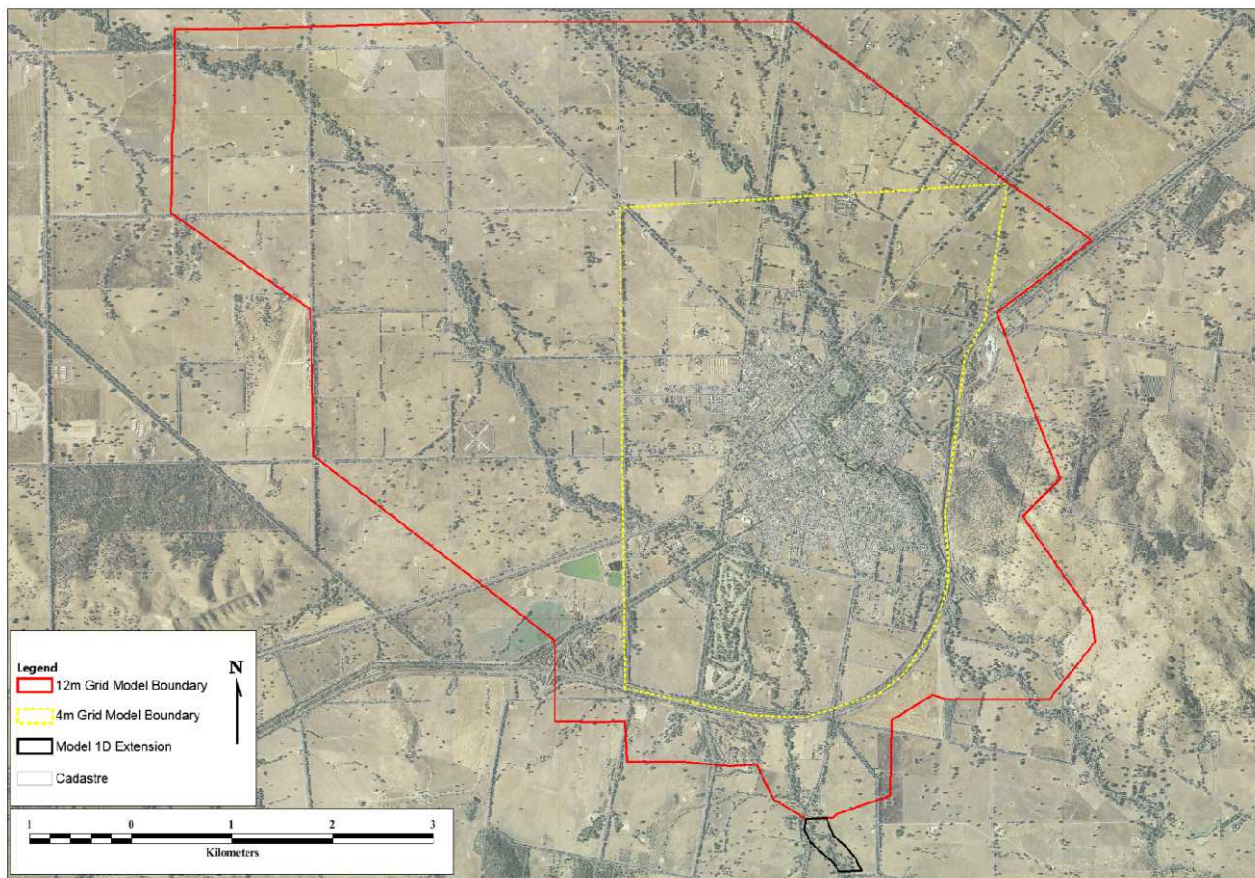 Legend
N
12m Grid Model Boundary
4m Grid Model Boundary
Model 1D Extension
Cadastre
1 0 1 2 3
Kilometers